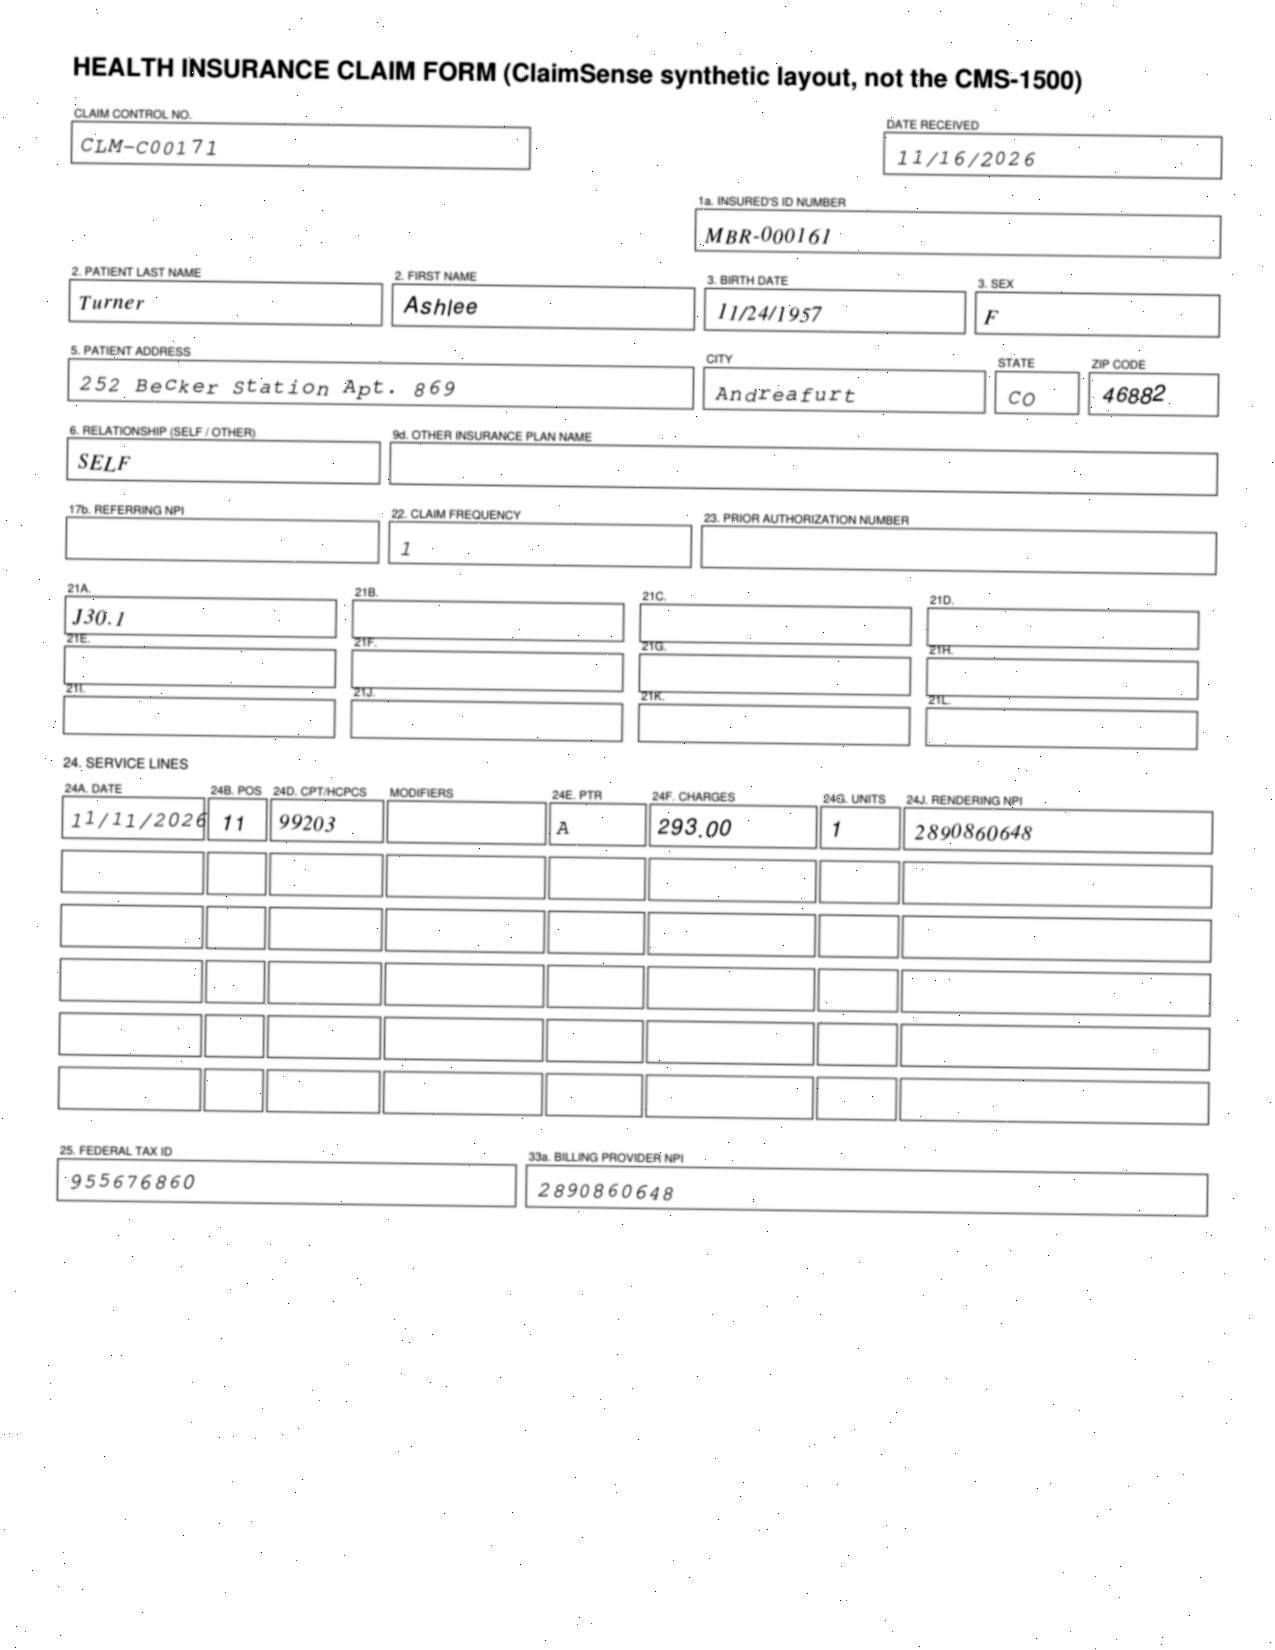 HEALTH INSURANCE CLAIM FORM (ClaimSense synthetic layout, not the CMS-1500)
CLAIM CONTROL NO.
CLM-C00171
DATE RECEIVED
11/16/2026
1a. INSURED'S ID NUMBER
MBR-000161
2. PATIENT LAST NAME
Turner
2. FIRST NAME
Ashlee
3. BIRTH DATE
11/24/1957
3. SEX
F
5. PATIENT ADDRESS
252 Becker Station Apt. 869
CITY
Andreafurt
STATE
CO
ZIP CODE
46882
6. RELATIONSHIP (SELF / OTHER)
SELF
9d. OTHER INSURANCE PLAN NAME
17b. REFERRING NPI
22. CLAIM FREQUENCY
1
23. PRIOR AUTHORIZATION NUMBER
21A.
J30.1
21B.
21C.
21D.
21E.
21F.
21G.
21H.
21I.
21J.
21K.
21L.
24. SERVICE LINES
24A. DATE 24B. POS 24D. CPT/HCPCS MODIFIERS 24E. PTR 24F. CHARGES 24G. UNITS 24J. RENDERING NPI
11/11/2026 11 99203 A 293.00 1 2890860648
25. FEDERAL TAX ID
955676860
33a. BILLING PROVIDER NPI
2890860648